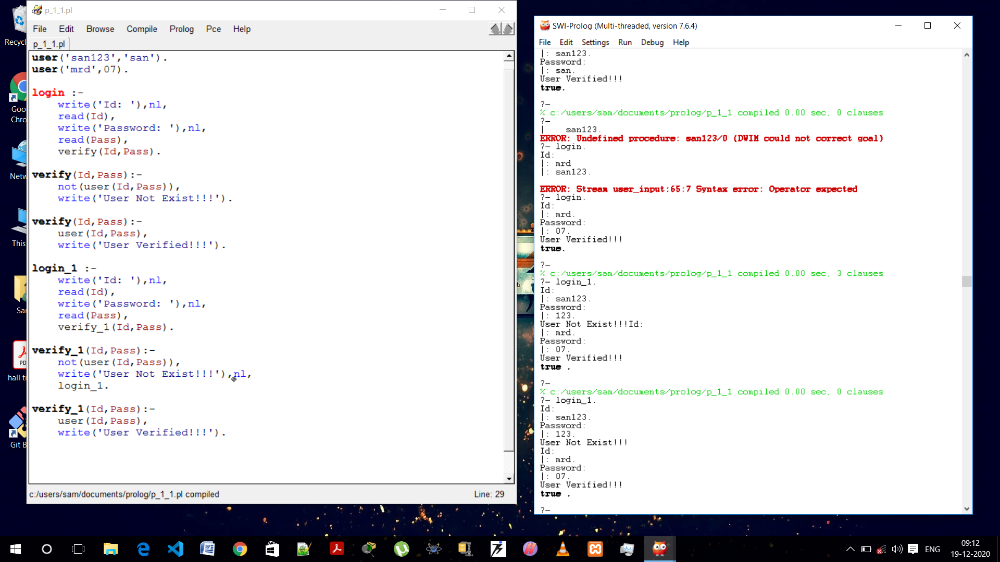 p_1_1.pl
File Edit Browse Compile Prolog Pce Help
p_1_1.pl
user('san123','san').
user('mrd',07).
login :-
write('Id: '),nl,
read(Id),
write('Password: '),nl,
read(Pass),
verify(Id,Pass).
verify(Id,Pass):-
not(user(Id,Pass)),
write('User Not Exist!!!').
verify(Id,Pass):-
user(Id,Pass),
write('User Verified!!!').
login_1 :-
write('Id: '),nl,
read(Id),
write('Password: '),nl,
read(Pass),
verify_1(Id,Pass).
verify_1(Id,Pass):-
not(user(Id,Pass)),
write('User Not Exist!!!'),nl,
login_1.
verify_1(Id,Pass):-
user(Id,Pass),
write('User Verified!!!').
c:/users/sam/documents/prolog/p_1_1.pl compiled
Line: 29
SWI-Prolog (Multi-threaded, version 7.6.4)
File Edit Settings Run Debug Help
|: san123.
Password:
|: san.
User Verified!!!
true.
?-
% c:/users/sam/documents/prolog/p_1_1 compiled 0.00 sec, 0 clauses
?-
| san123.
ERROR: Undefined procedure: san123/0 (DWIM could not correct goal)
?- login.
Id:
|: mrd
|: san123.
ERROR: Stream user_input:65:7 Syntax error: Operator expected
?- login.
Id:
|: mrd.
Password:
|: 07.
User Verified!!!
true.
?-
% c:/users/sam/documents/prolog/p_1_1 compiled 0.00 sec, 3 clauses
?- login_1.
Id:
|: san123.
Password:
|: 123.
User Not Exist!!!Id:
|: mrd.
Password:
|: 07.
User Verified!!!
true .
?-
% c:/users/sam/documents/prolog/p_1_1 compiled 0.00 sec, 0 clauses
?- login_1.
Id:
|: san123.
Password:
|: 123.
User Not Exist!!!
Id:
|: mrd.
Password:
|: 07.
User Verified!!!
true .
?-
Recycl
Goo
Chro
Netw
This
Sar
PD
hall ti
Git B
ENG
09:12
19-12-2020